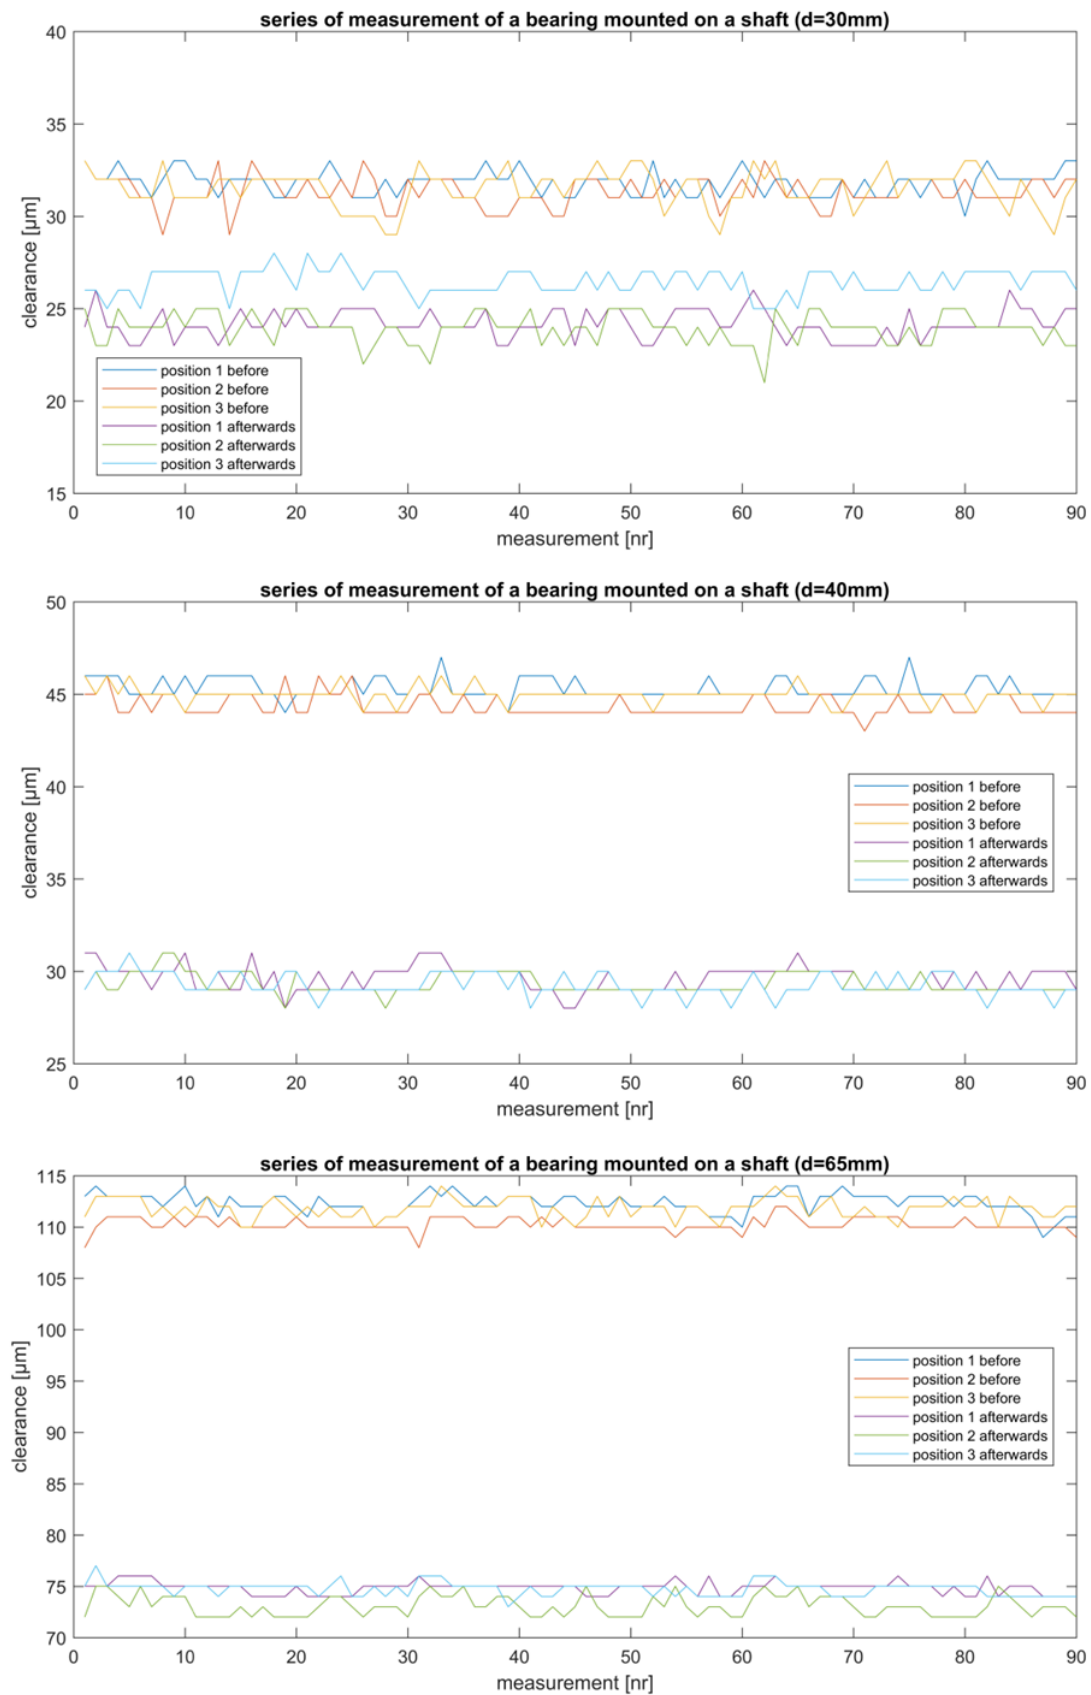 series of measurement of a bearing mounted on a shaft (d=30mm)
40
35
30
25
20
15
clearance [µm]
position 1 before
position 2 before
position 3 before
position 1 afterwards
position 2 afterwards
position 3 afterwards
0 10 20 30 40 50 60 70 80 90
measurement [nr]
series of measurement of a bearing mounted on a shaft (d=40mm)
50
45
40
35
30
25
clearance [µm]
position 1 before
position 2 before
position 3 before
position 1 afterwards
position 2 afterwards
position 3 afterwards
0 10 20 30 40 50 60 70 80 90
measurement [nr]
series of measurement of a bearing mounted on a shaft (d=65mm)
115
110
105
100
95
90
85
80
75
70
clearance [µm]
position 1 before
position 2 before
position 3 before
position 1 afterwards
position 2 afterwards
position 3 afterwards
0 10 20 30 40 50 60 70 80 90
measurement [nr]